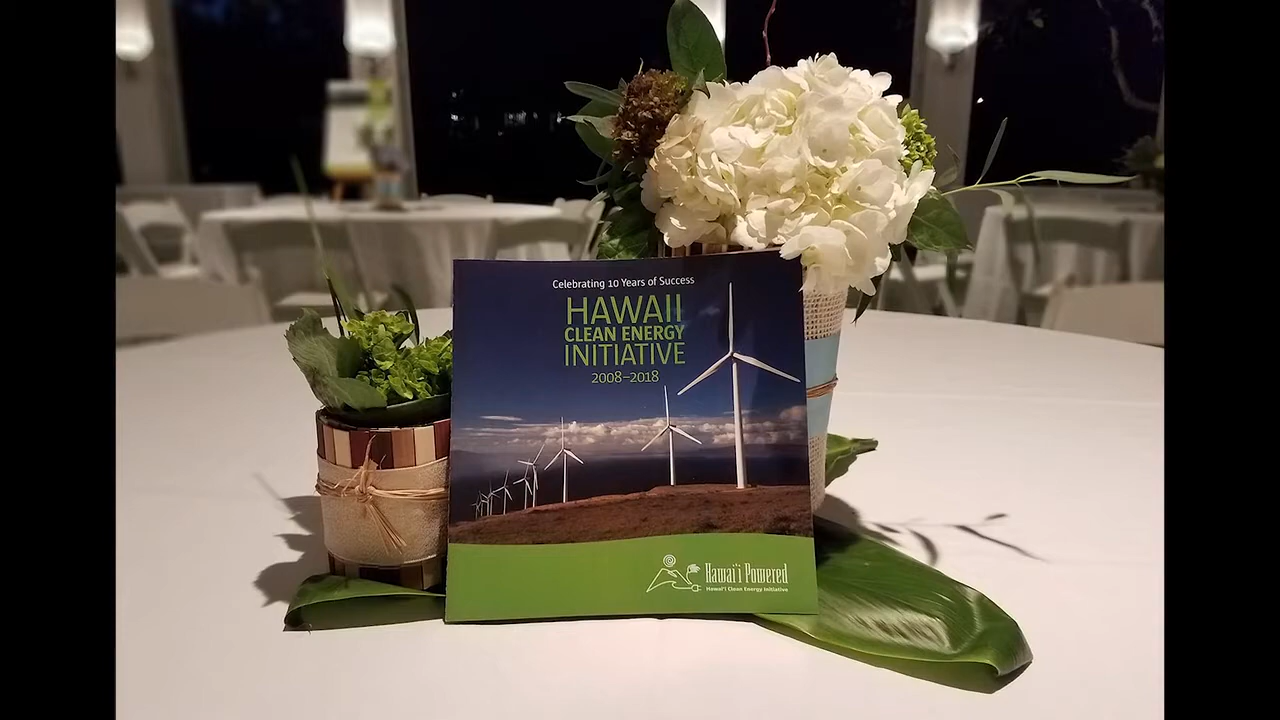 Celebrating 10 Years of Success
HAWAII
CLEAN ENERGY
INITIATIVE
2008–2018
Hawai'i Powered
Hawai'i Clean Energy Initiative